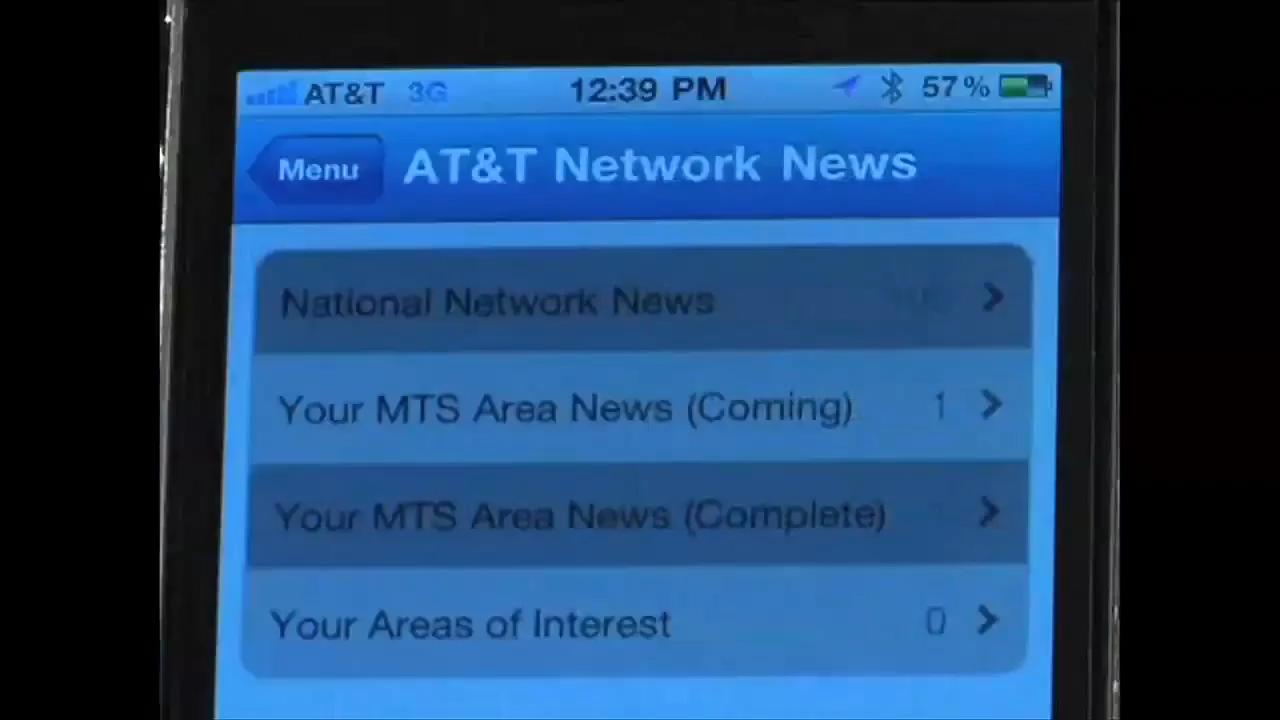 AT&T 3G 12:39 PM 57%
Menu AT&T Network News
National Network News
Your MTS Area News (Coming) 1
Your MTS Area News (Complete)
Your Areas of Interest 0